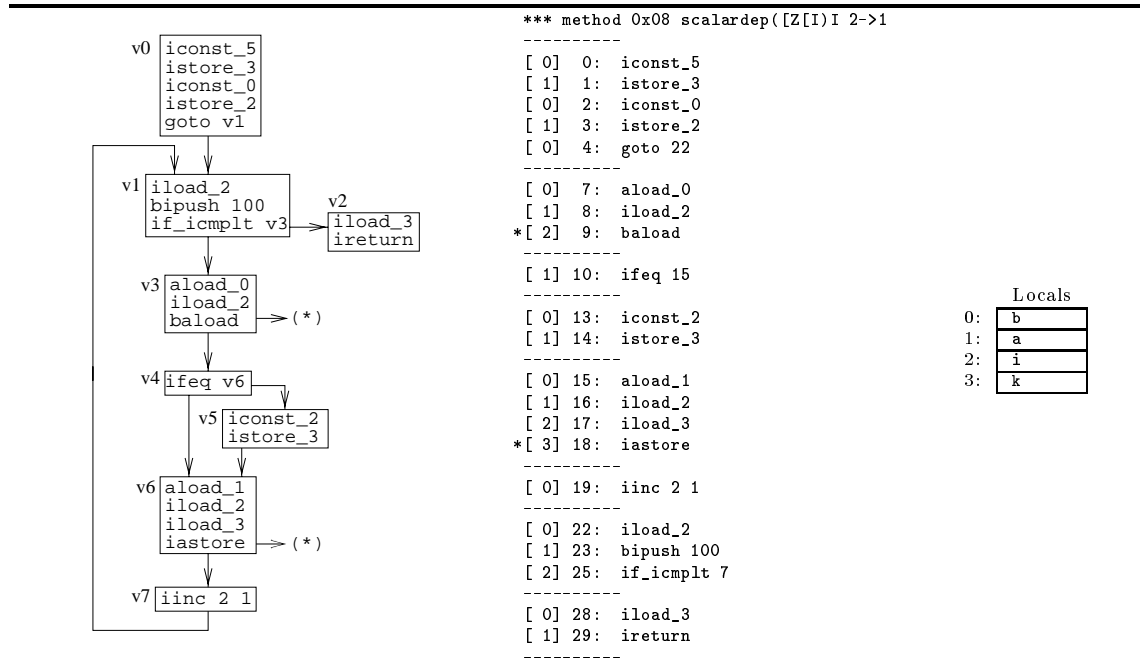 v0
iconst_5
istore_3
iconst_0
istore_2
goto v1
v1
iload_2
bipush 100
if_icmplt v3
v2
iload_3
ireturn
v3
aload_0
iload_2
baload
(*)
v4
ifeq v6
v5
iconst_2
istore_3
v6
aload_1
iload_2
iload_3
iastore
(*)
v7
iinc 2 1
*** method 0x08 scalardep([Z[I)I 2->1
----------
[ 0]  0: iconst_5
[ 1]  1: istore_3
[ 0]  2: iconst_0
[ 1]  3: istore_2
[ 0]  4: goto 22
----------
[ 0]  7: aload_0
[ 1]  8: iload_2
*[ 2]  9: baload
----------
[ 1] 10: ifeq 15
----------
[ 0] 13: iconst_2
[ 1] 14: istore_3
----------
[ 0] 15: aload_1
[ 1] 16: iload_2
[ 2] 17: iload_3
*[ 3] 18: iastore
----------
[ 0] 19: iinc 2 1
----------
[ 0] 22: iload_2
[ 1] 23: bipush 100
[ 2] 25: if_icmplt 7
----------
[ 0] 28: iload_3
[ 1] 29: ireturn
----------
Locals
0: b
1: a
2: i
3: k